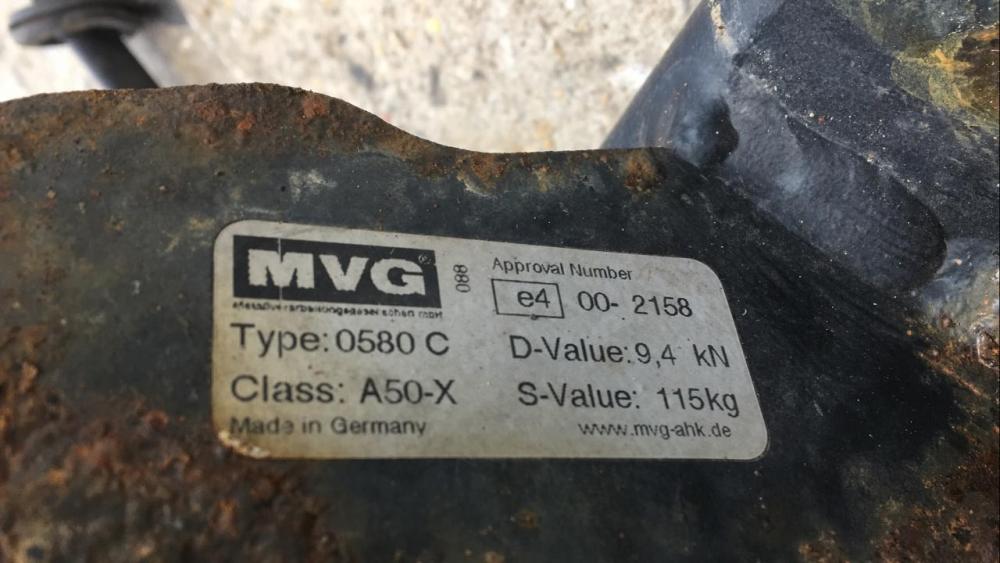 MVG®
088
Approval Number
e4 00- 2158
Type: 0580 C
D-Value: 9,4 kN
Class: A50-X
S-Value: 115kg
Made in Germany
www.mvg-ahk.de